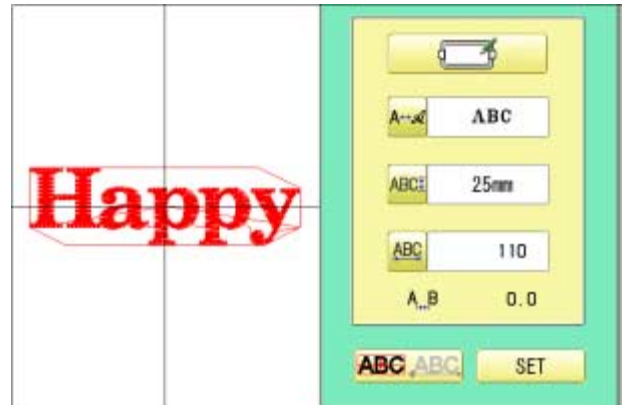 Happy
A↔𝒜 ABC
ABC 25mm
ABC 110
A...B 0.0
ABC ABC SET